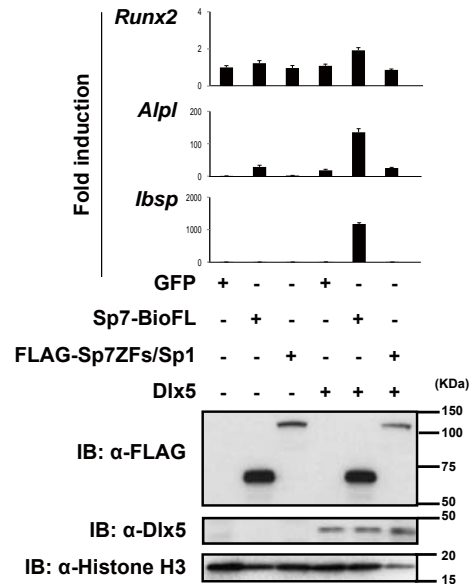 Runx2
4
2
0
Alpl
200
100
0
Ibsp
2000
1000
0
Fold induction
GFP + - - + - -
Sp7-BioFL - + - - + -
FLAG-Sp7ZFs/Sp1 - - + - - +
Dlx5 - - - + + +
(KDa)
IB: α-FLAG
150
100
75
50
IB: α-Dlx5
50
IB: α-Histone H3
20
15